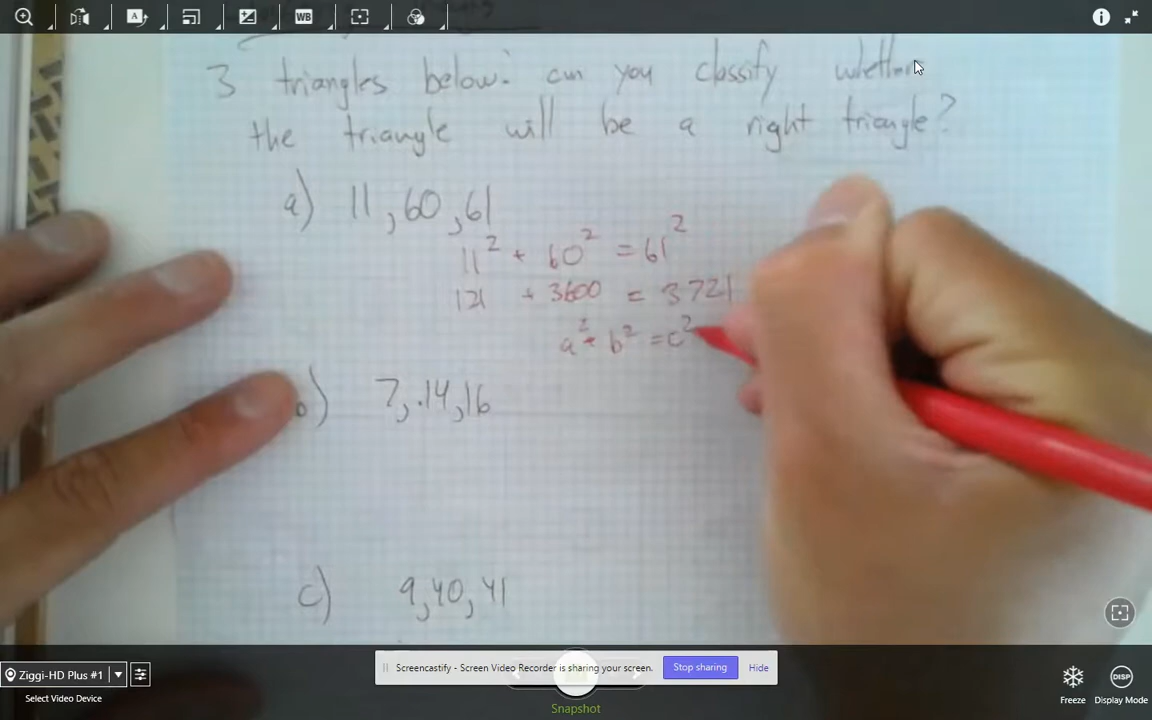 WB
3 triangles below: can you classify whether
the triangle will be a right triangle?
a) 11, 60, 61
11² + 60² = 61²
121 + 3600 = 3721
a² + b² = c²
b) 7, 14, 16
c) 9, 40, 41
Screencastify - Screen Video Recorder is sharing your screen. Stop sharing Hide
Ziggi-HD Plus #1
Select Video Device
Snapshot
Freeze
DISP
Display Mode